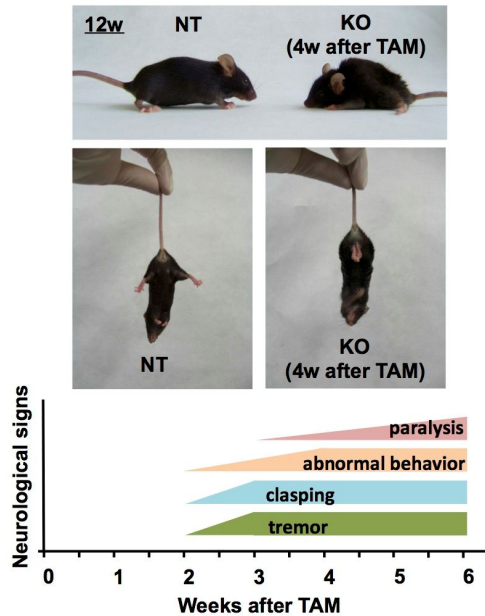 12w
NT
KO
(4w after TAM)
NT
KO
(4w after TAM)
Neurological signs
paralysis
abnormal behavior
clasping
tremor
0 1 2 3 4 5 6
Weeks after TAM